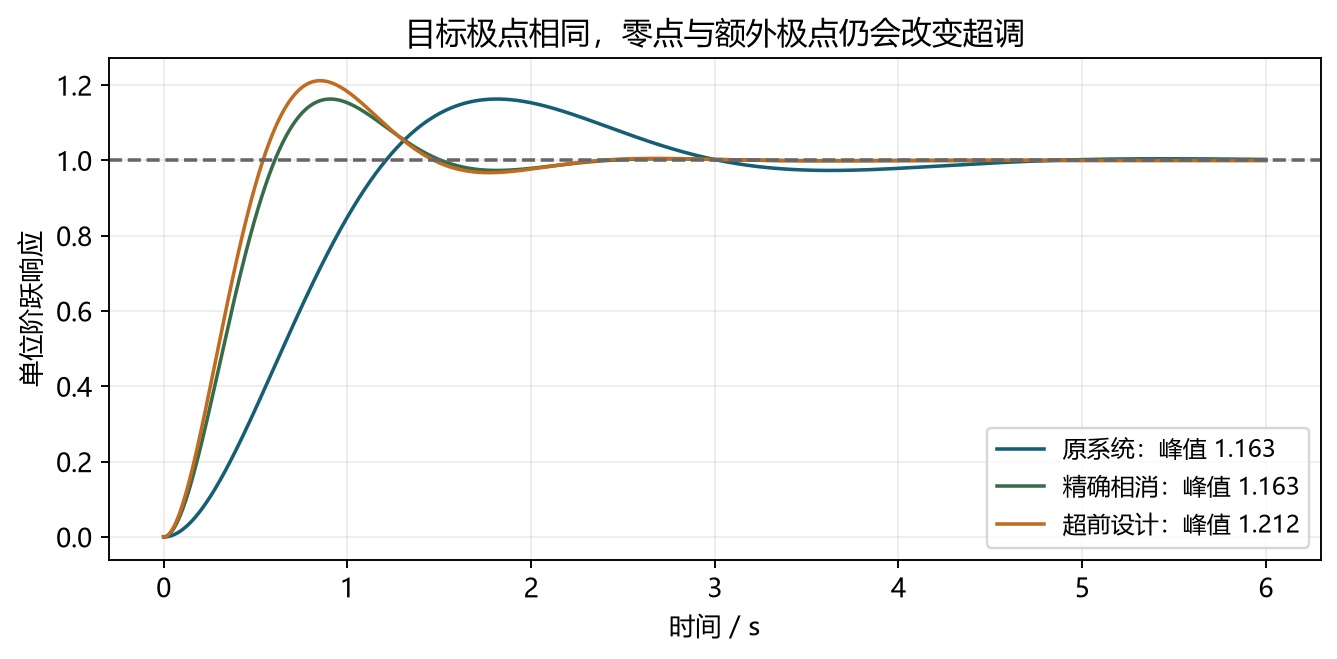 目标极点相同，零点与额外极点仍会改变超调
单位阶跃响应
1.2
1.0
0.8
0.6
0.4
0.2
0.0
原系统：峰值 1.163
精确相消：峰值 1.163
超前设计：峰值 1.212
0 1 2 3 4 5 6
时间 / s